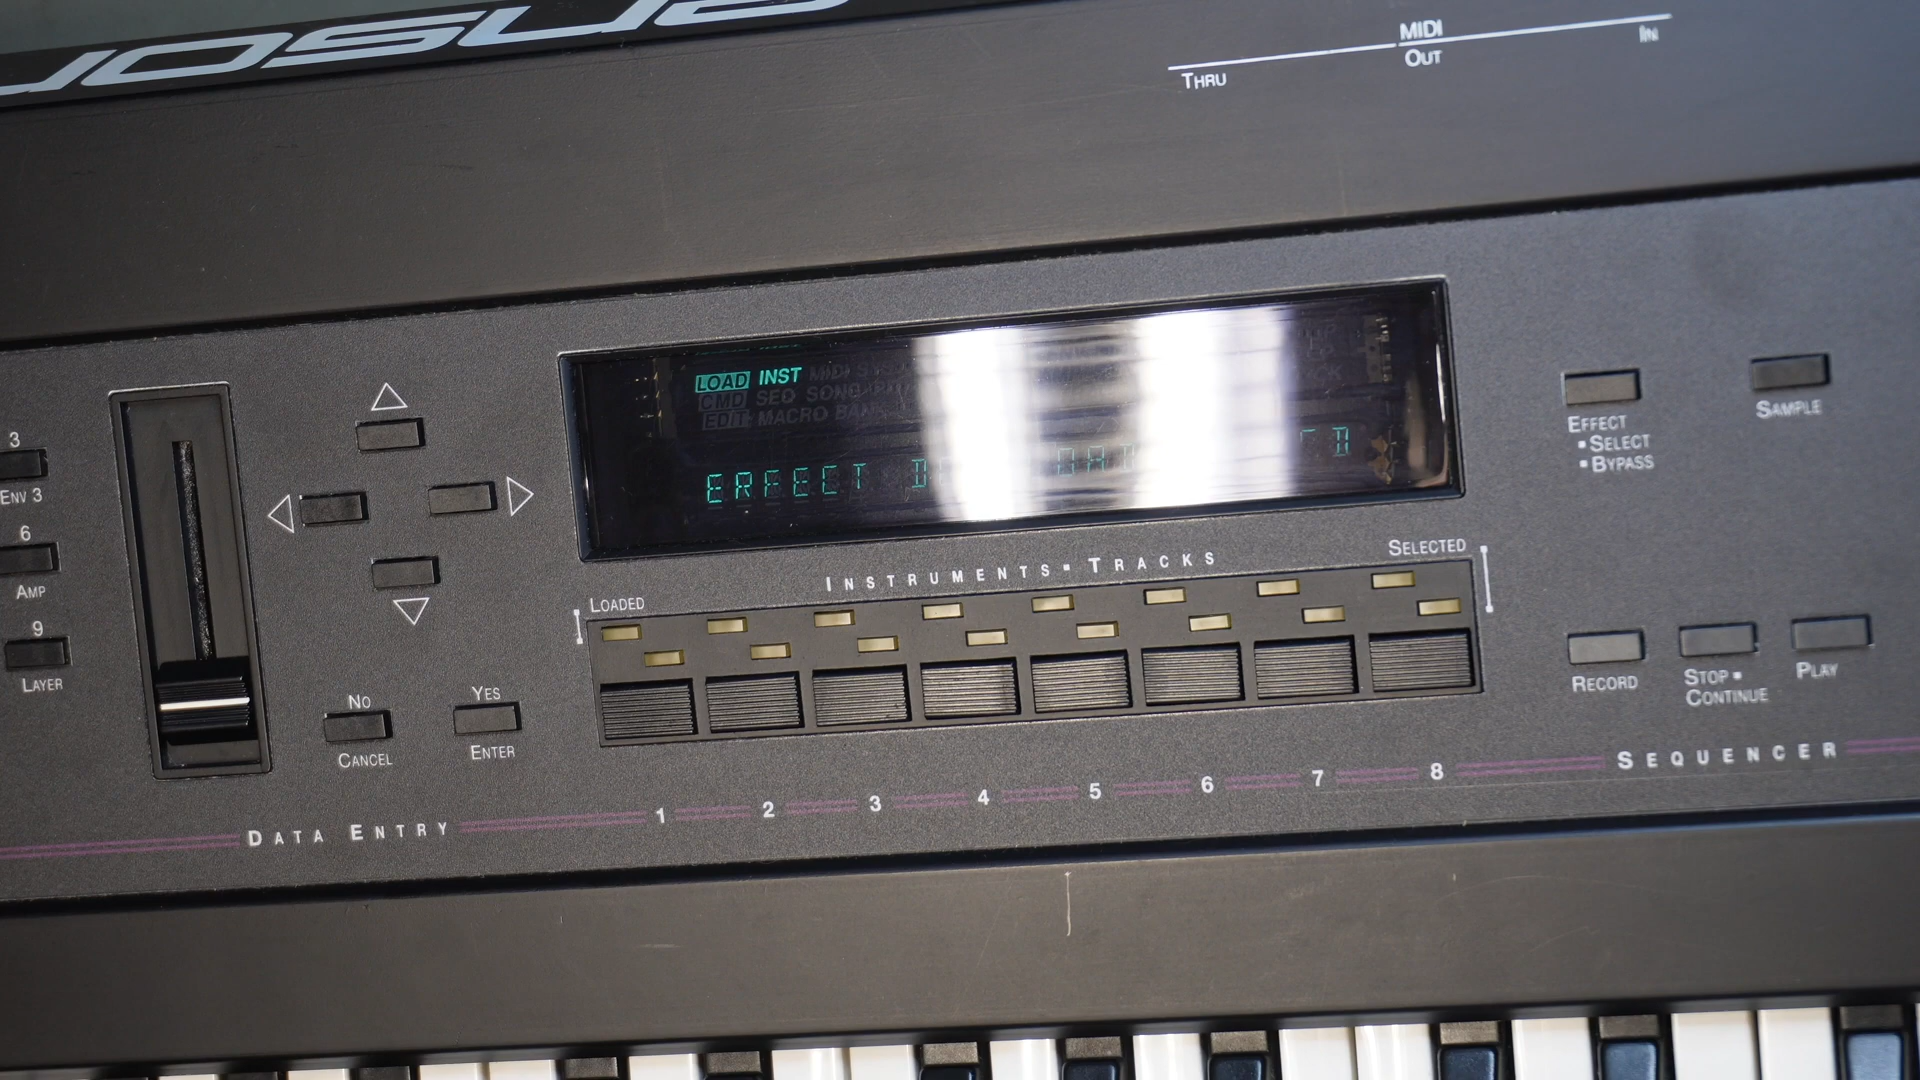 THRU
MIDI
OUT
IN
LOAD INST MIDI
CMD SEQ SONG
EDIT MACRO BANK
3
ENV 3
6
AMP
9
LAYER
NO
CANCEL
YES
ENTER
DATA ENTRY
INSTRUMENTS▪TRACKS
LOADED
SELECTED
1 2 3 4 5 6 7 8
EFFECT
▪SELECT
▪BYPASS
SAMPLE
RECORD
STOP▪
CONTINUE
PLAY
SEQUENCER